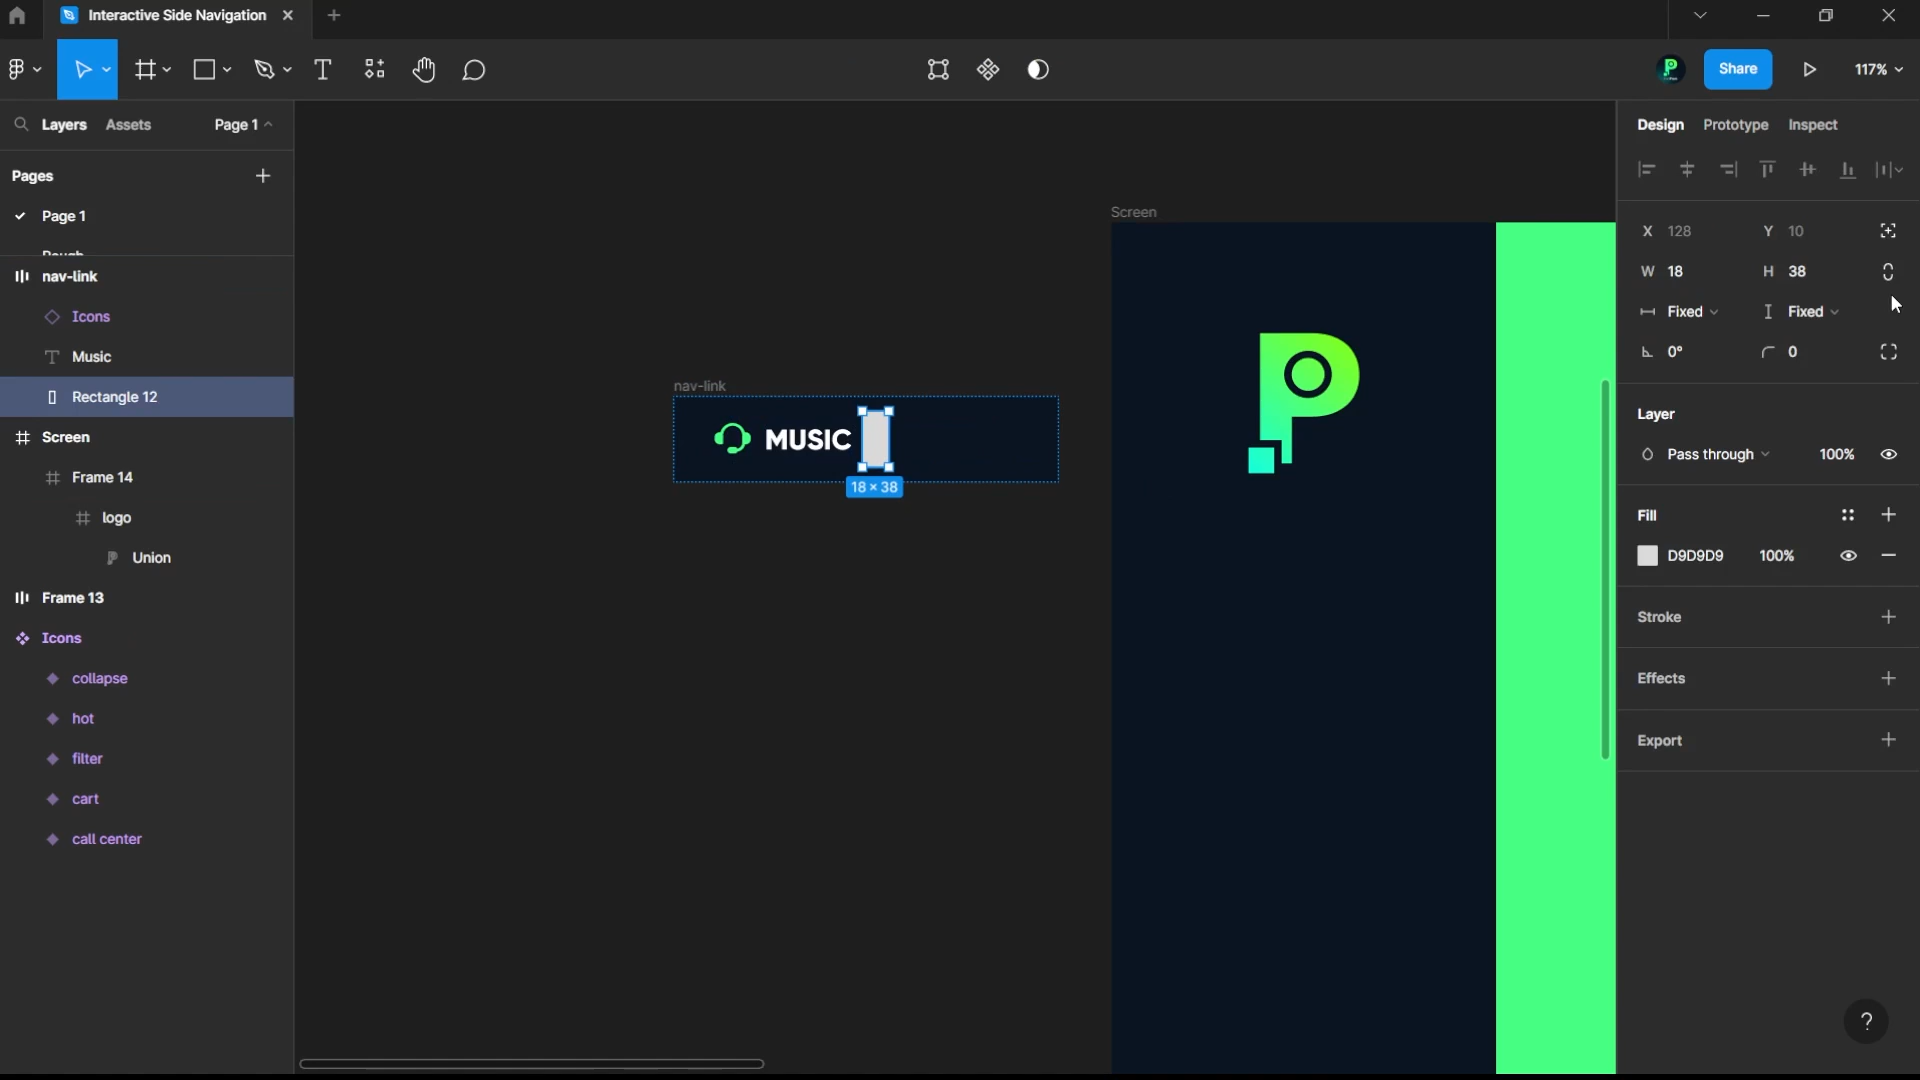 Interactive Side Navigation
Share
117%
Layers
Assets
Page 1
Design
Prototype
Inspect
Pages
Page 1
Rough
nav-link
Icons
Music
Rectangle 12
Screen
Frame 14
logo
Union
Frame 13
Icons
collapse
hot
filter
cart
call center
nav-link
MUSIC
18 × 38
Screen
X 128
Y 10
W 18
H 38
Fixed
Fixed
0°
0
Layer
Pass through
100%
Fill
D9D9D9
100%
Stroke
Effects
Export
?